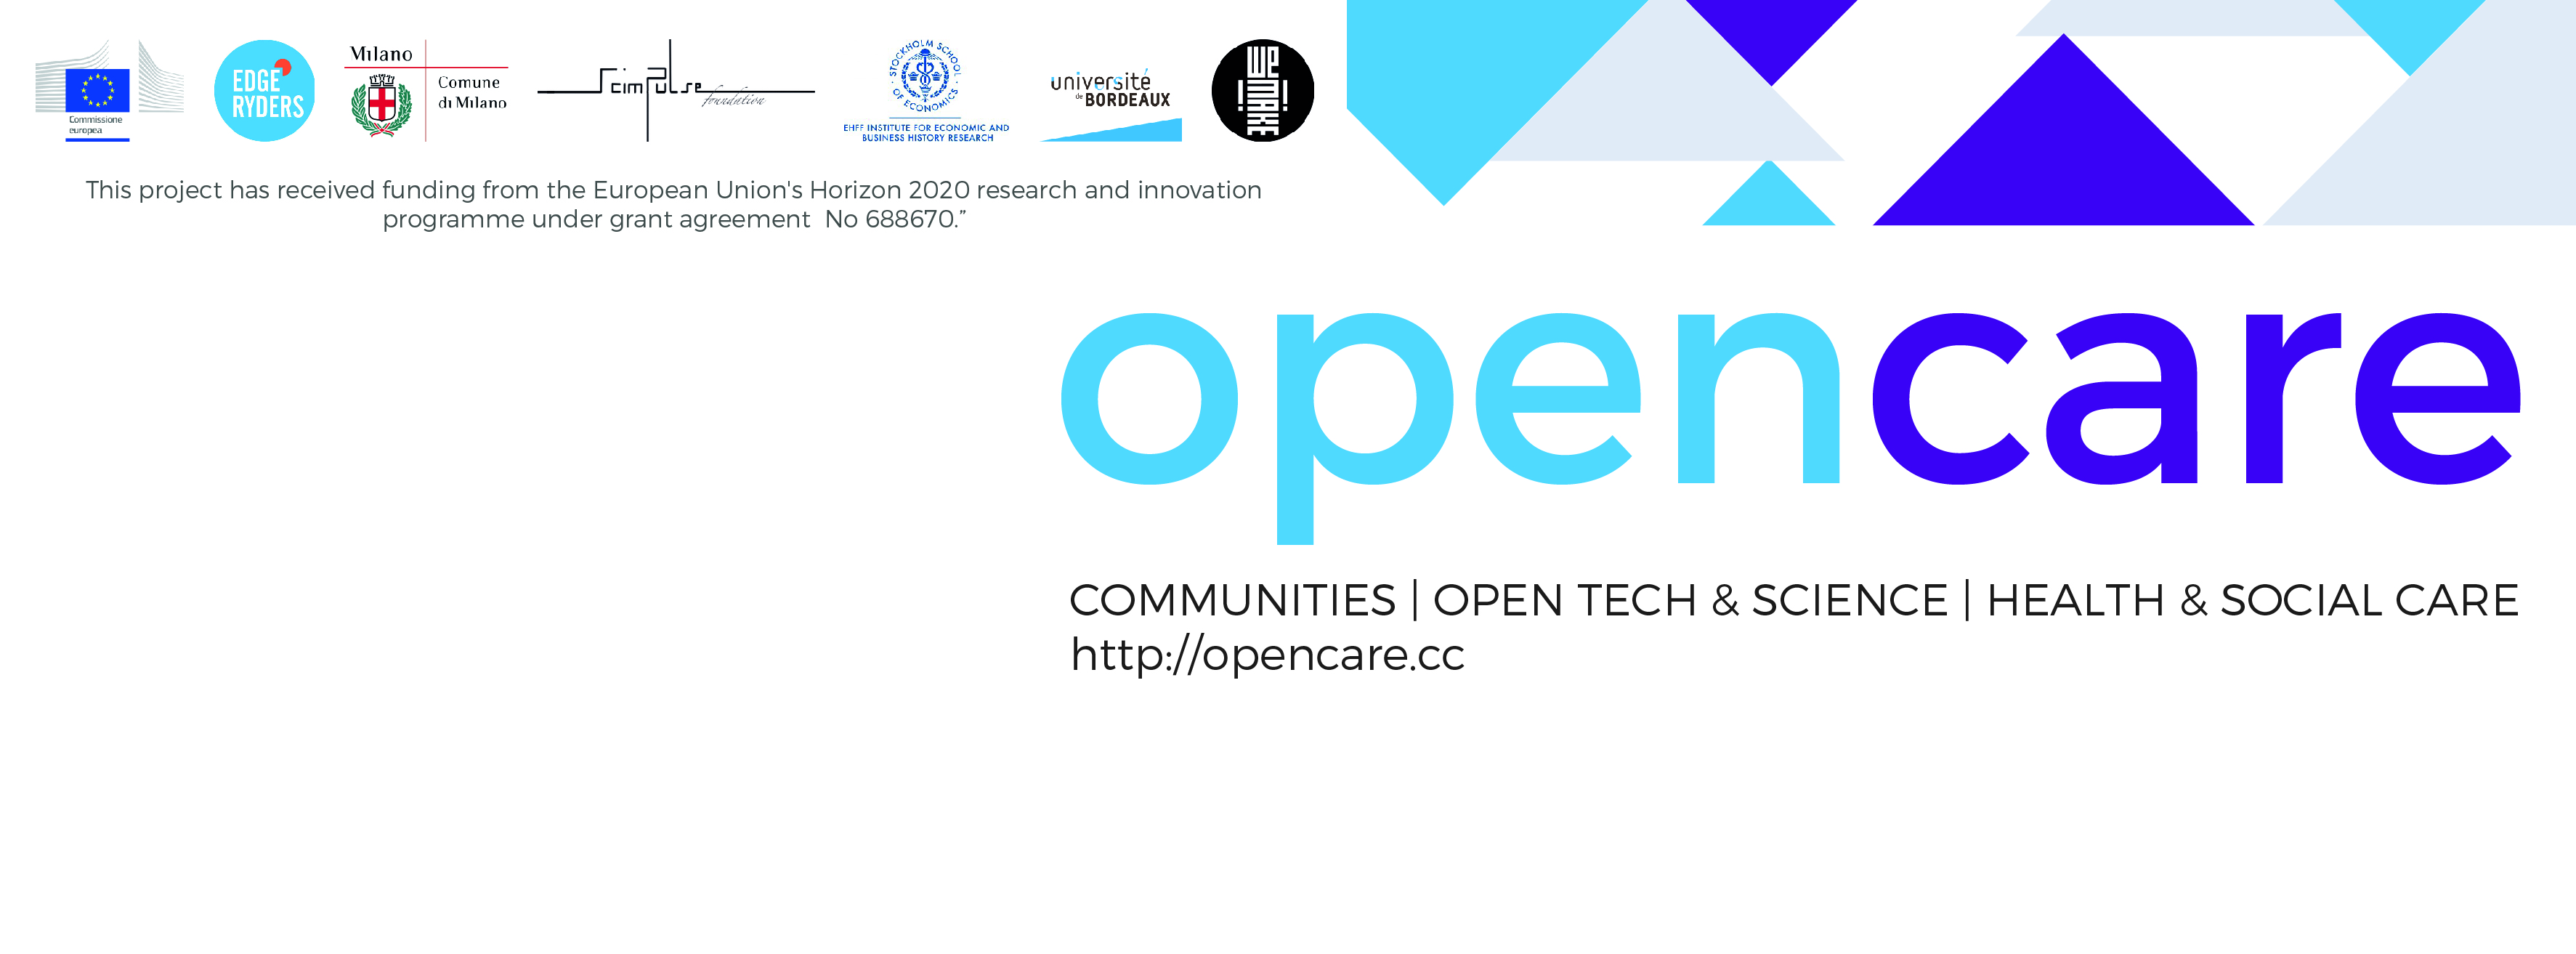 Commissione
europea
EDGE
RYDERS
Milano
Comune
di Milano
scimpulse
foundation
STOCKHOLM SCHOOL
OF ECONOMICS
EHFF INSTITUTE FOR ECONOMIC AND
BUSINESS HISTORY RESEARCH
université
de BORDEAUX
WEMAKE
This project has received funding from the European Union's Horizon 2020 research and innovation
programme under grant agreement  No 688670.”
opencare
COMMUNITIES | OPEN TECH & SCIENCE | HEALTH & SOCIAL CARE
http://opencare.cc